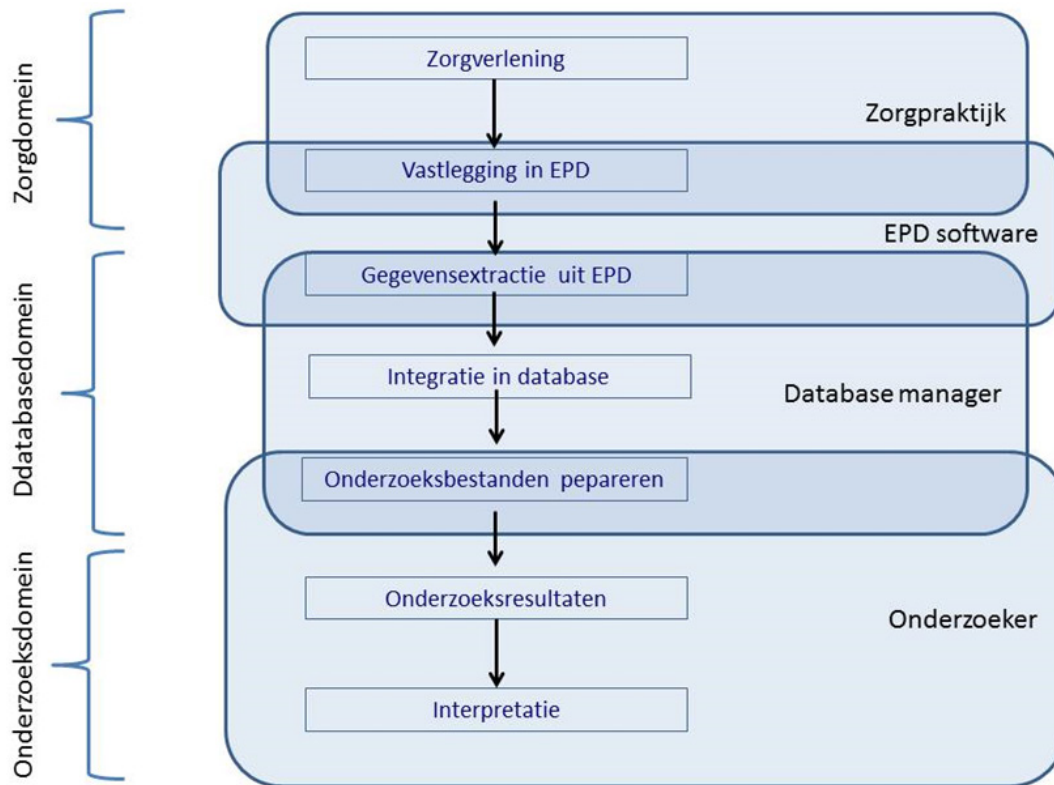 Zorgdomein
Zorgverlening
Zorgpraktijk
Vastlegging in EPD
EPD software
Ddatabasedomein
Gegevensextractie uit EPD
Integratie in database
Database manager
Onderzoeksbestanden pepareren
Onderzoeksdomein
Onderzoeksresultaten
Onderzoeker
Interpretatie